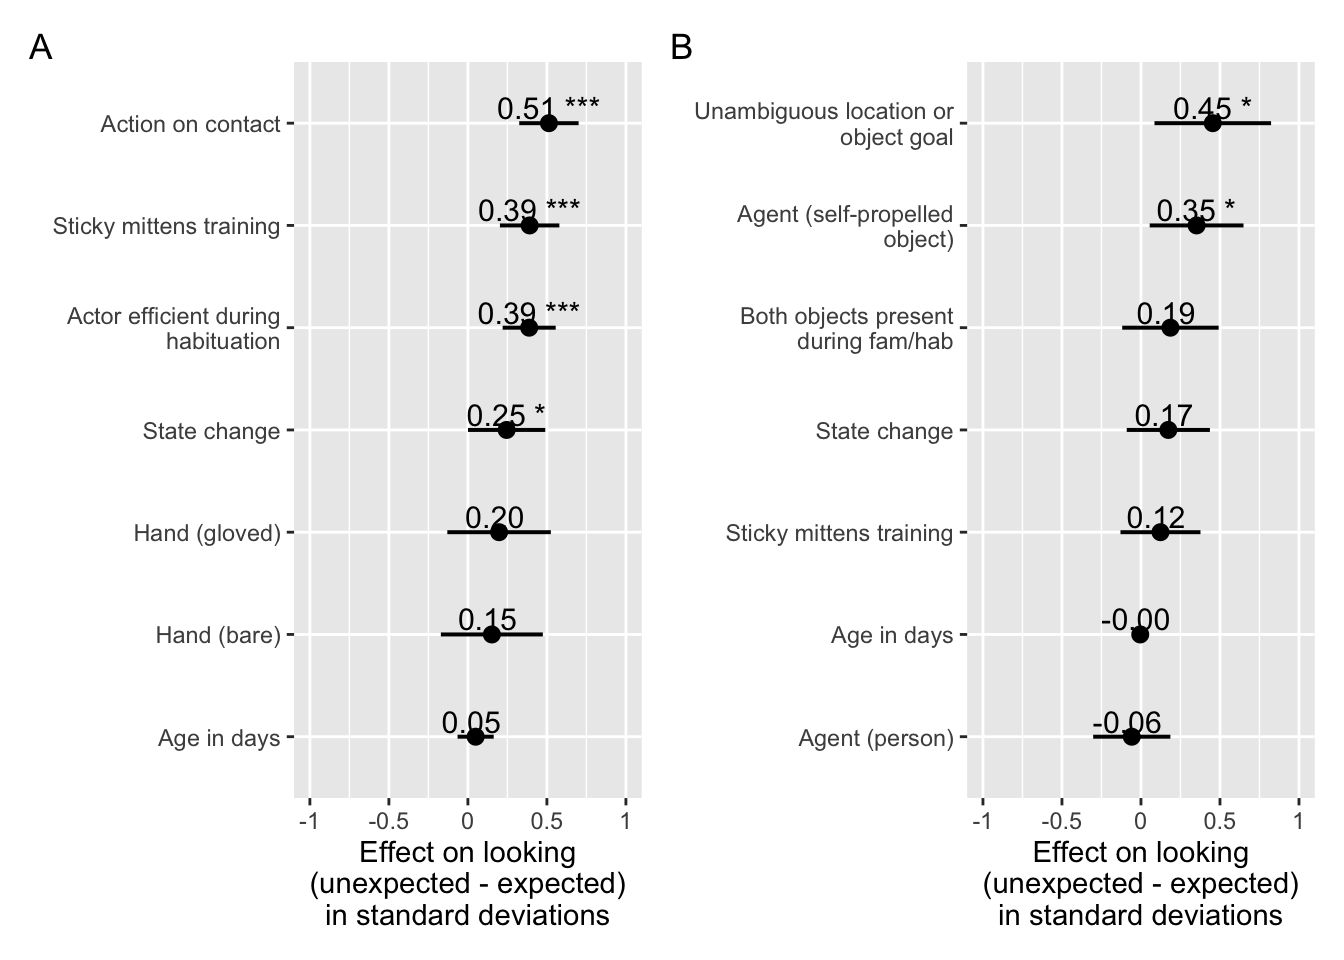 A
Action on contact
0.51 ***
Sticky mittens training
0.39 ***
Actor efficient during
habituation
0.39 ***
State change
0.25 *
Hand (gloved)
0.20
Hand (bare)
0.15
Age in days
0.05
-1 -0.5 0 0.5 1
Effect on looking
(unexpected - expected)
in standard deviations
B
Unambiguous location or
object goal
0.45 *
Agent (self-propelled
object)
0.35 *
Both objects present
during fam/hab
0.19
State change
0.17
Sticky mittens training
0.12
Age in days
-0.00
Agent (person)
-0.06
-1 -0.5 0 0.5 1
Effect on looking
(unexpected - expected)
in standard deviations